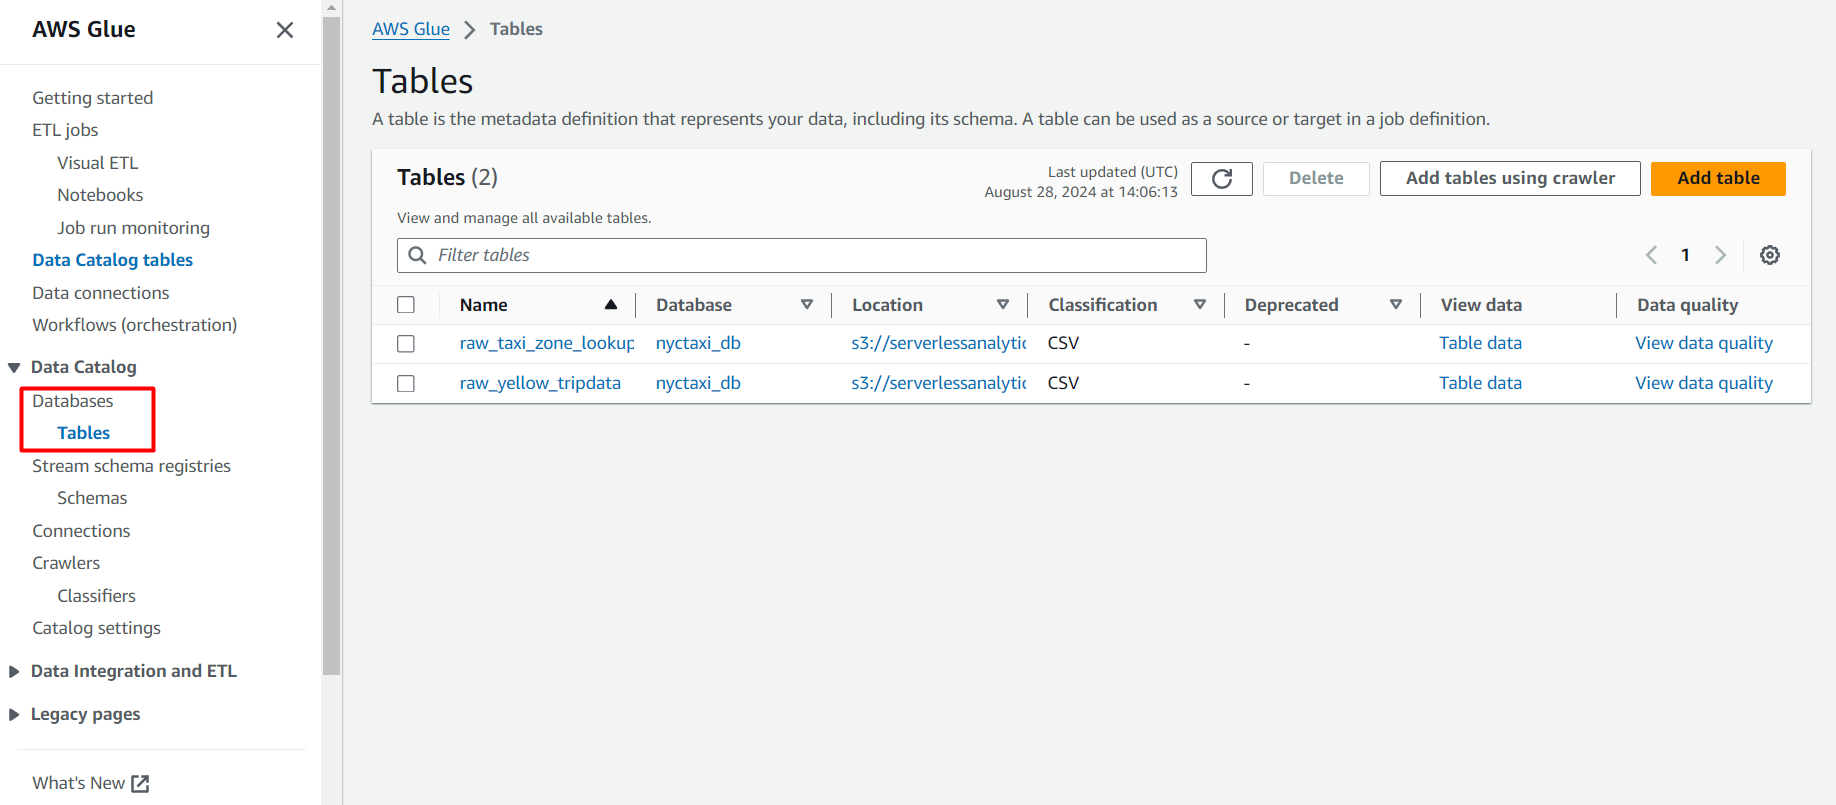 AWS Glue
Getting started
ETL jobs
Visual ETL
Notebooks
Job run monitoring
Data Catalog tables
Data connections
Workflows (orchestration)
Data Catalog
Databases
Tables
Stream schema registries
Schemas
Connections
Crawlers
Classifiers
Catalog settings
Data Integration and ETL
Legacy pages
What's New
AWS Glue > Tables
Tables
A table is the metadata definition that represents your data, including its schema. A table can be used as a source or target in a job definition.
Tables (2)
Last updated (UTC)
August 28, 2024 at 14:06:13
Delete
Add tables using crawler
Add table
View and manage all available tables.
Filter tables
1
Name Database Location Classification Deprecated View data Data quality
raw_taxi_zone_lookup nyctaxi_db s3://serverlessanalytic CSV - Table data View data quality
raw_yellow_tripdata nyctaxi_db s3://serverlessanalytic CSV - Table data View data quality